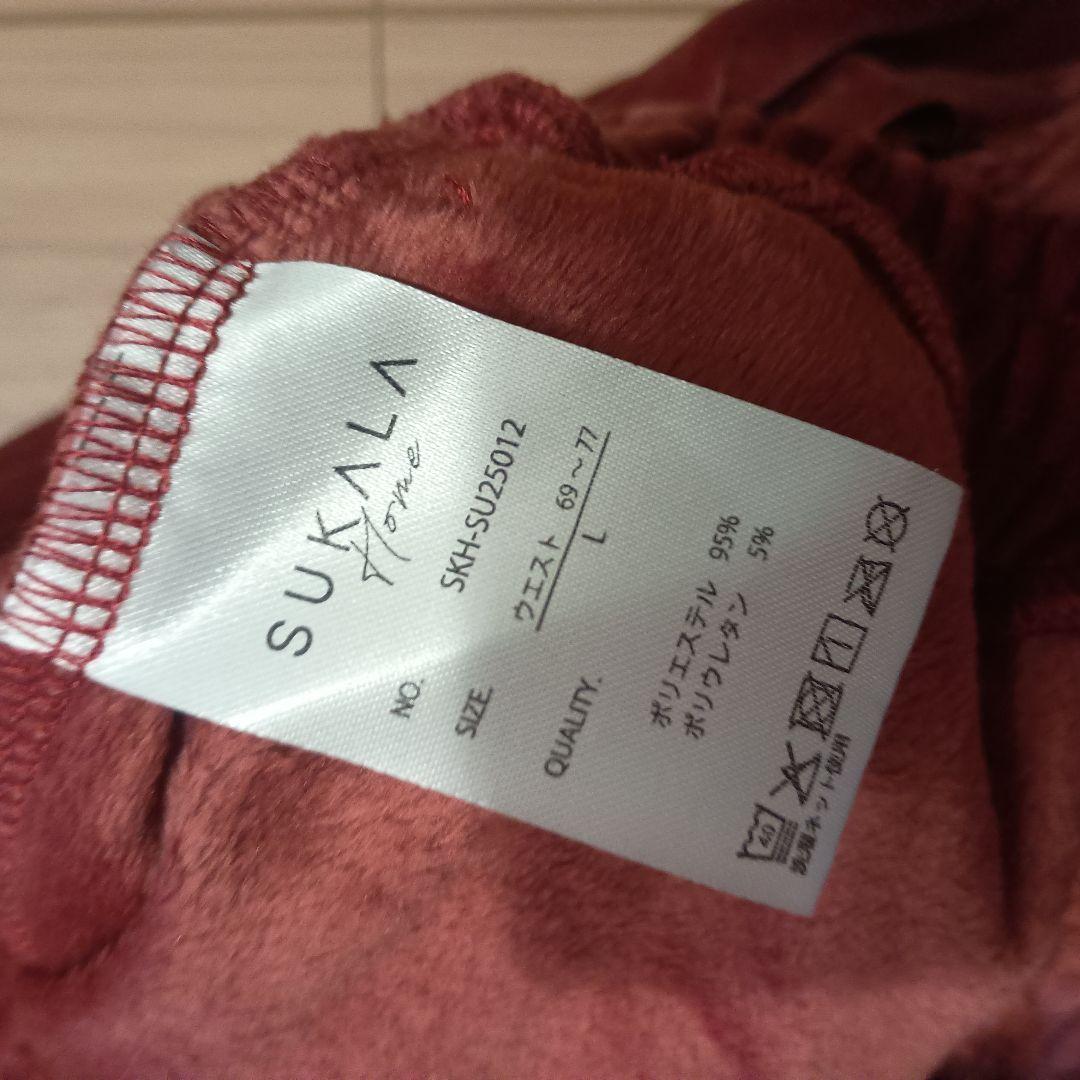 SUKALA
Home
NO. SKH-SU25012
SIZE. ウエスト 69～77
L
QUALITY.
ポリエステル 95%
ポリウレタン 5%
40
洗濯ネット使用